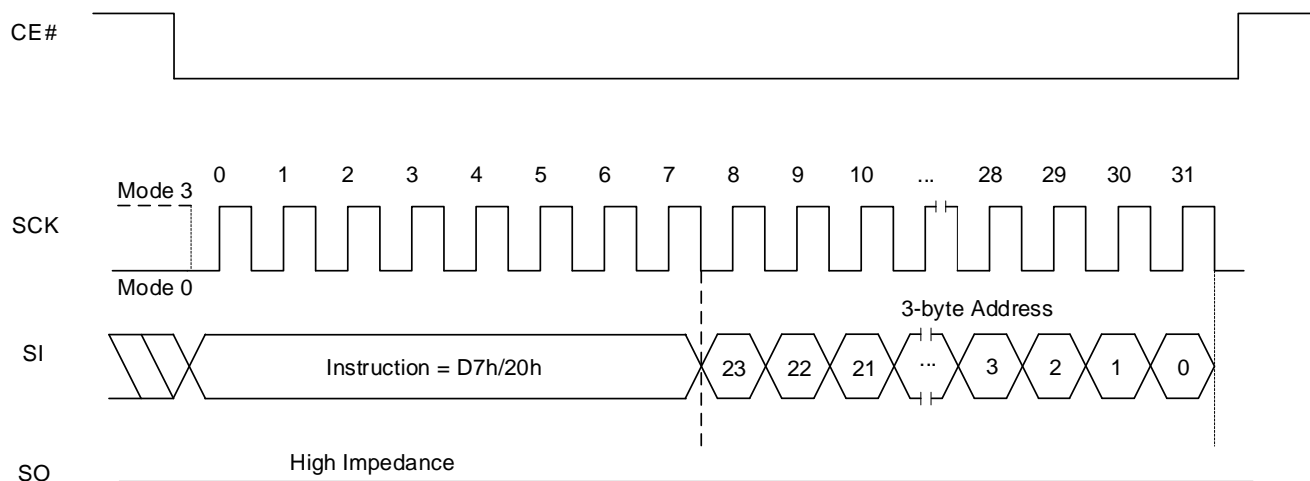 CE#
0 1 2 3 4 5 6 7 8 9 10 ... 28 29 30 31
Mode 3
SCK
Mode 0
3-byte Address
SI
Instruction = D7h/20h 23 22 21 ... 3 2 1 0
High Impedance
SO